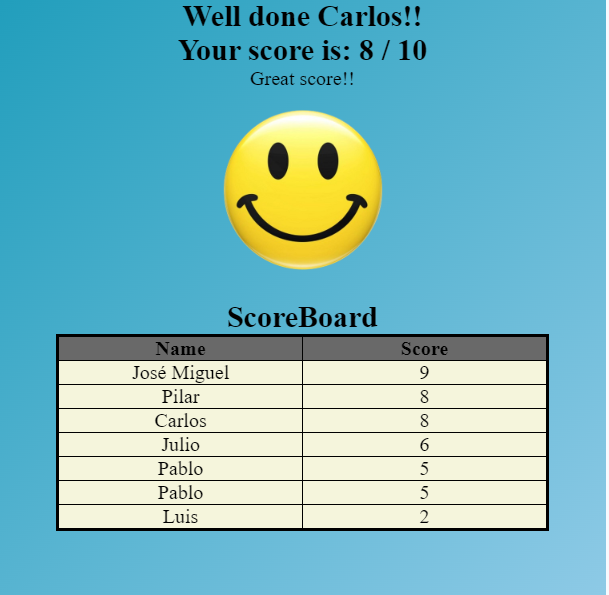 Well done Carlos!!
Your score is: 8 / 10
Great score!!
ScoreBoard
Name Score
José Miguel 9
Pilar 8
Carlos 8
Julio 6
Pablo 5
Pablo 5
Luis 2